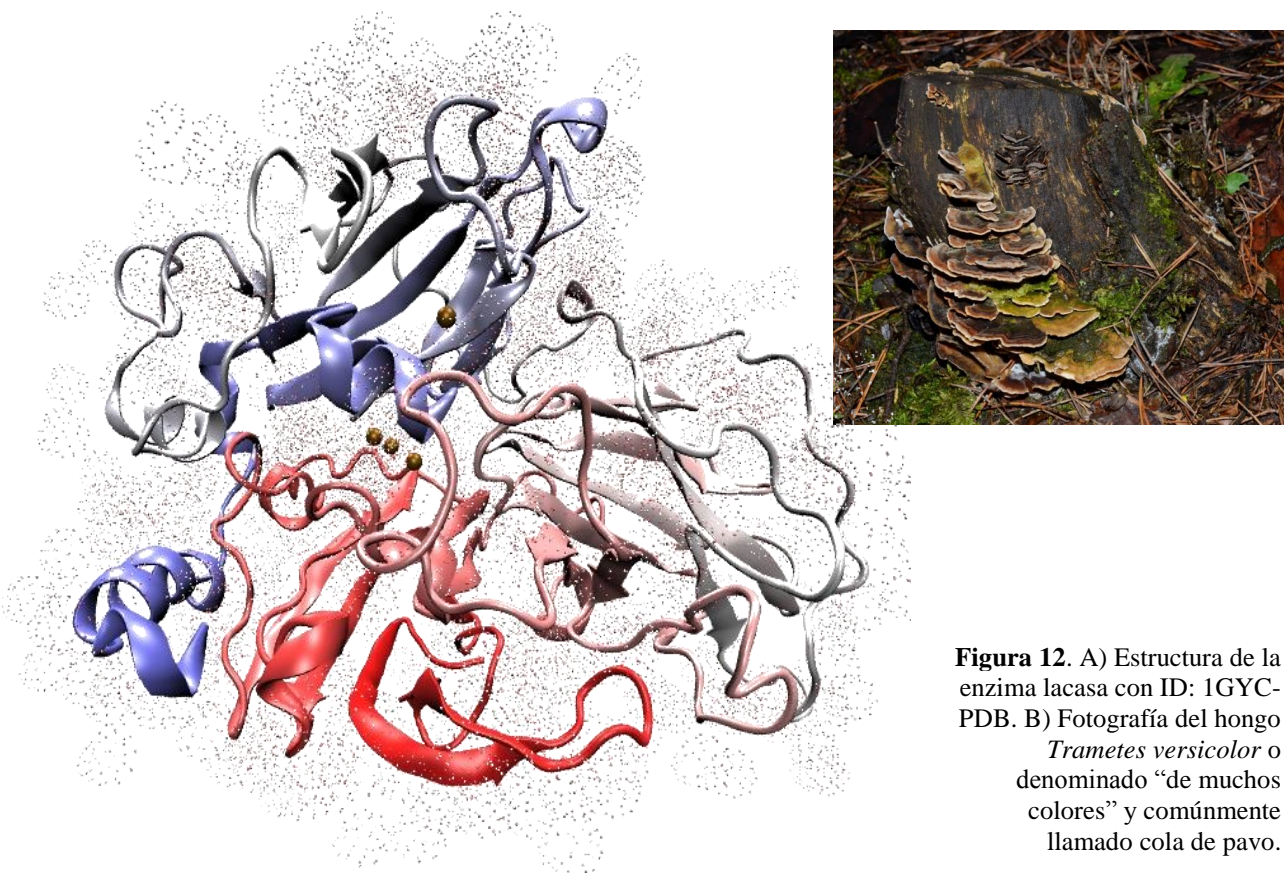 Figura 12. A) Estructura de la
enzima lacasa con ID: 1GYC-
PDB. B) Fotografía del hongo
Trametes versicolor o
denominado “de muchos
colores” y comúnmente
llamado cola de pavo.